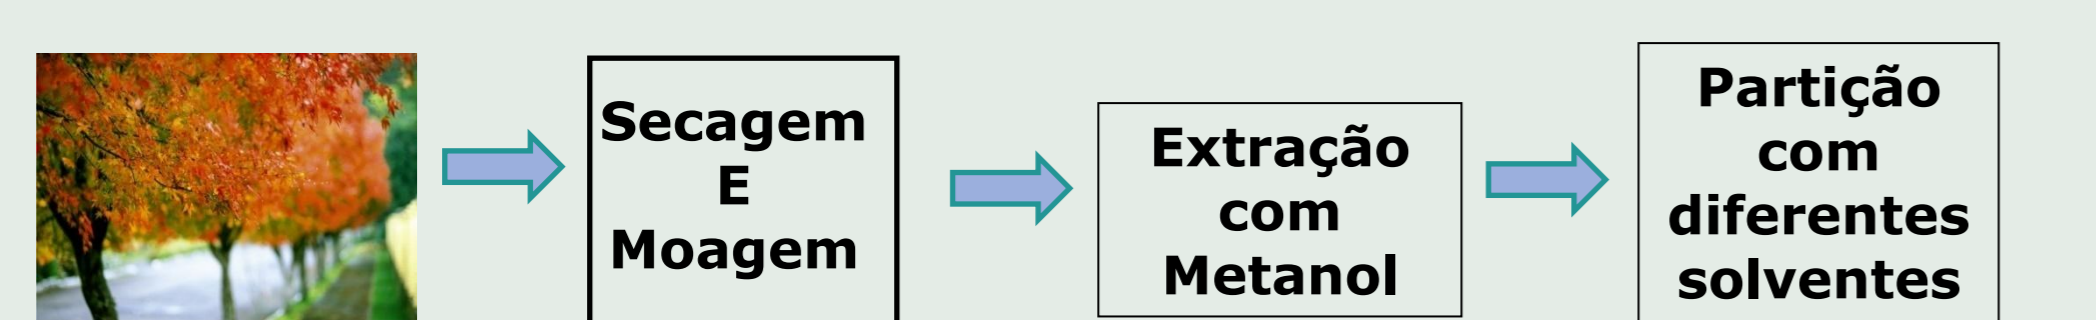 Secagem
E
Moagem
Extração
com
Metanol
Partição
com
diferentes
solventes